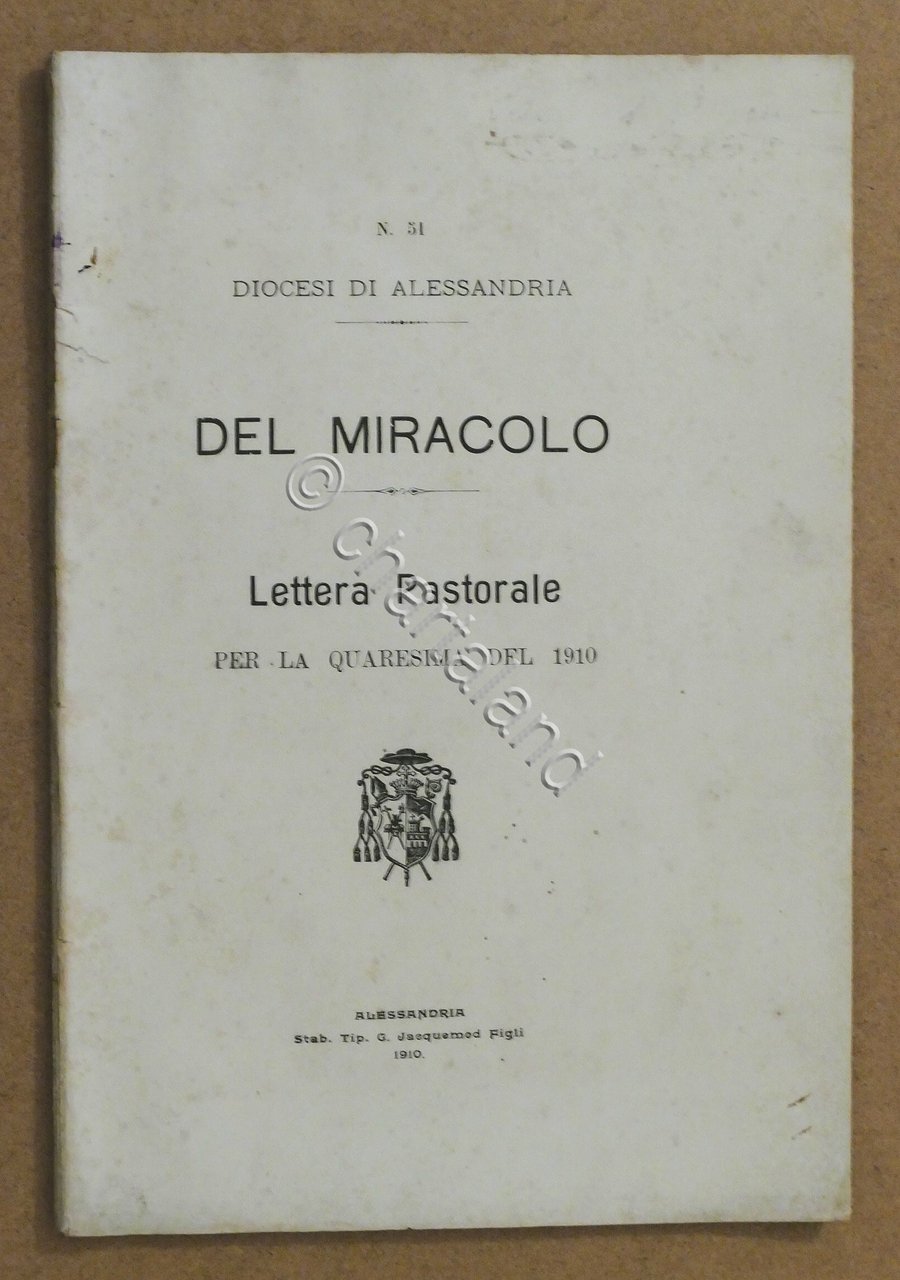 N. 51
DIOCESI DI ALESSANDRIA
DEL MIRACOLO
Lettera Pastorale
PER LA QUARESIMA DEL 1910
© chartaland
ALESSANDRIA
Stab. Tip. G. Jacquemod Figli
1910.